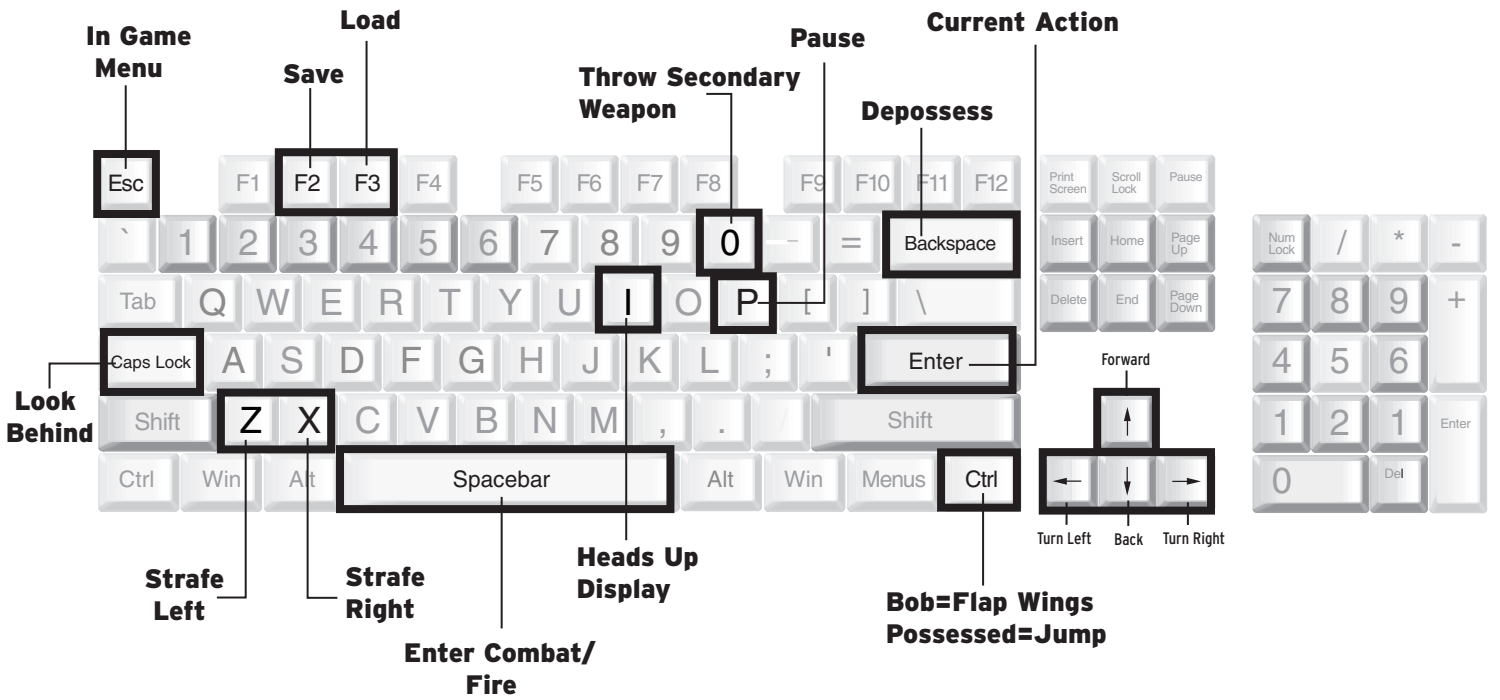 In Game
Menu
Load
Save
Throw Secondary
Weapon
Pause
Depossess
Current Action
Esc F1 F2 F3 F4 F5 F6 F7 F8 F9 F10 F11 F12 Print Screen Scroll Lock Pause
` 1 2 3 4 5 6 7 8 9 0 - = Backspace Insert Home Page Up Num Lock / * -
Tab Q W E R T Y U I O P [ ] \ Delete End Page Down 7 8 9 +
Caps Lock A S D F G H J K L ; ' Enter 4 5 6
Forward
Look
Behind
Shift Z X C V B N M , . / Shift ↑ 1 2 1 Enter
Ctrl Win Alt Spacebar Alt Win Menus Ctrl ← ↓ → 0 Del
Turn Left Back Turn Right
Strafe
Left
Strafe
Right
Heads Up
Display
Bob=Flap Wings
Possessed=Jump
Enter Combat/
Fire